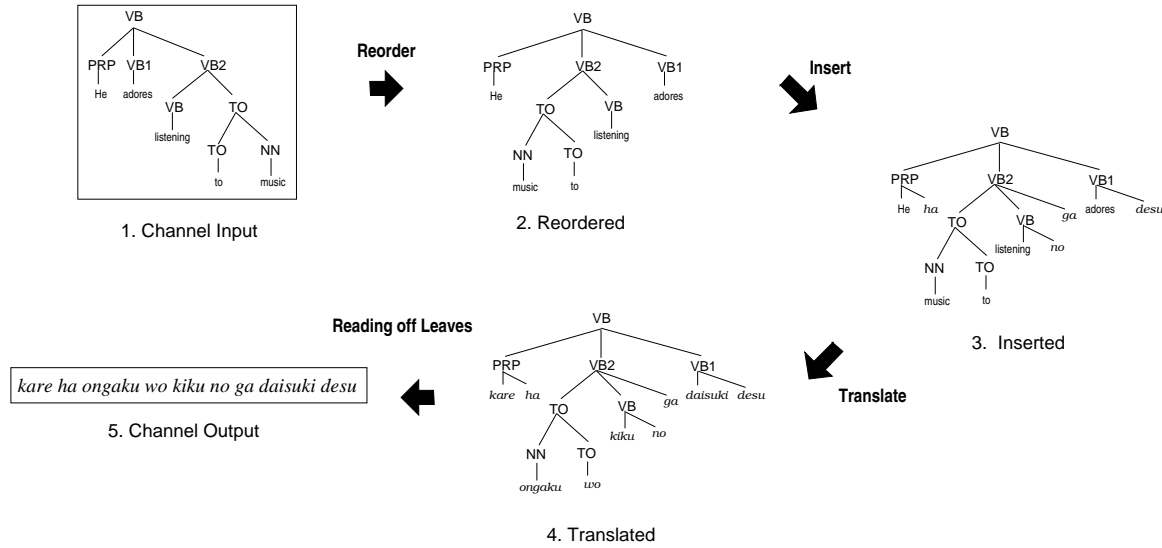 VB
PRP VB1 VB2
He adores
VB TO
listening
TO NN
to music
1. Channel Input
Reorder
VB
PRP VB2 VB1
He adores
TO VB
listening
NN TO
music to
2. Reordered
Insert
VB
PRP VB2 VB1
He ha ga adores desu
TO VB
listening no
NN TO
music to
3. Inserted
Translate
VB
PRP VB2 VB1
kare ha ga daisuki desu
TO VB
kiku no
NN TO
ongaku wo
4. Translated
Reading off Leaves
kare ha ongaku wo kiku no ga daisuki desu
5. Channel Output